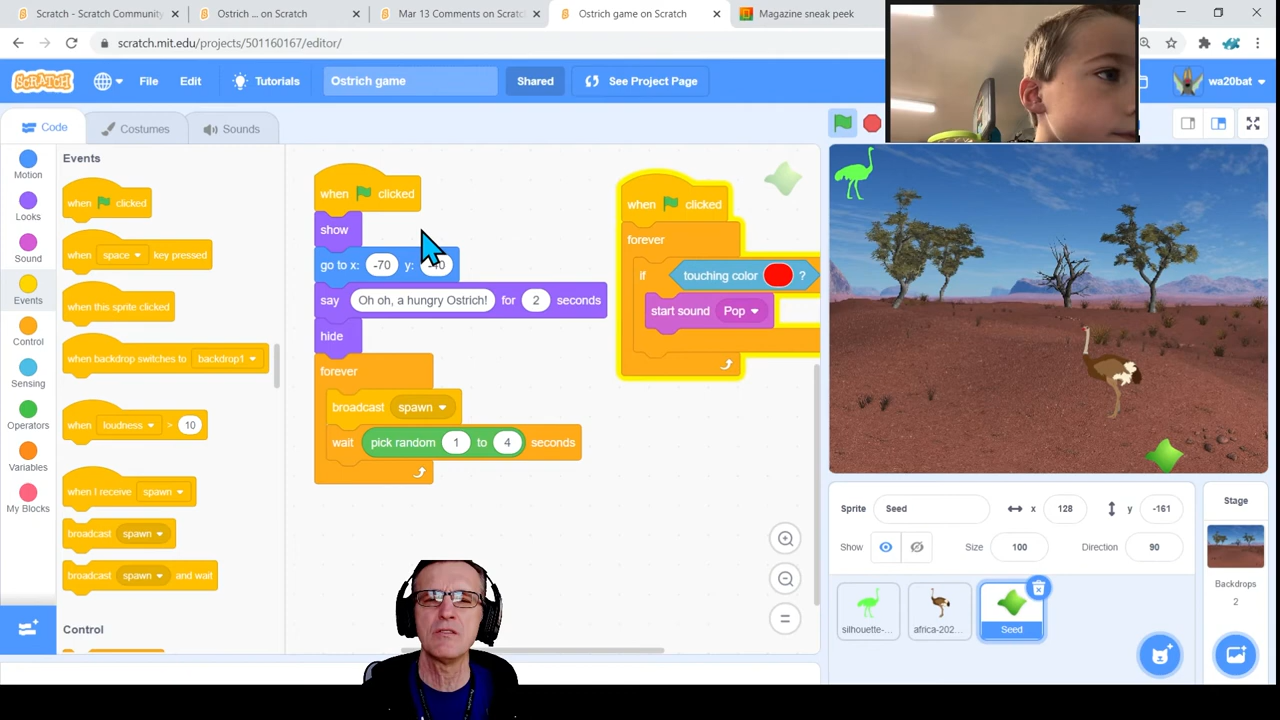 Scratch - Scratch Community
Ostrich ... on Scratch
Mar 13 Comments on Scratc
Ostrich game on Scratch
Magazine sneak peek
scratch.mit.edu/projects/501160167/editor/
SCRATCH
File
Edit
Tutorials
Ostrich game
Shared
See Project Page
wa20bat
Code
Costumes
Sounds
Motion
Looks
Sound
Events
Control
Sensing
Operators
Variables
My Blocks
Events
when clicked
when space key pressed
when this sprite clicked
when backdrop switches to backdrop1
when loudness > 10
when I receive spawn
broadcast spawn
broadcast spawn and wait
Control
when clicked
show
go to x: -70 y:
say Oh oh, a hungry Ostrich! for 2 seconds
hide
forever
broadcast spawn
wait pick random 1 to 4 seconds
when clicked
forever
if touching color ?
start sound Pop
Sprite Seed x 128 y -161
Show Size 100 Direction 90
silhouette-...
africa-202...
Seed
Stage
Backdrops
2